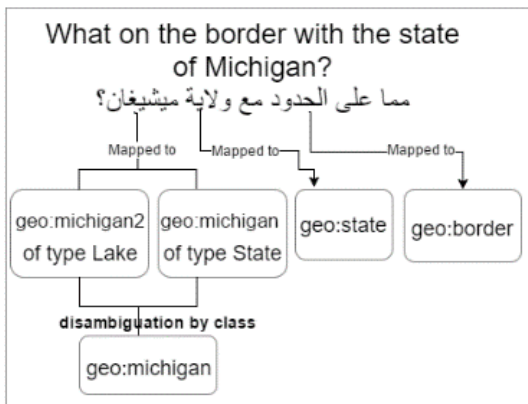 What on the border with the state
of Michigan?
مما على الحدود مع ولاية ميشيغان؟
Mapped to
Mapped to
Mapped to
geo:michigan2
of type Lake
geo:michigan
of type State
geo:state
geo:border
disambiguation by class
geo:michigan